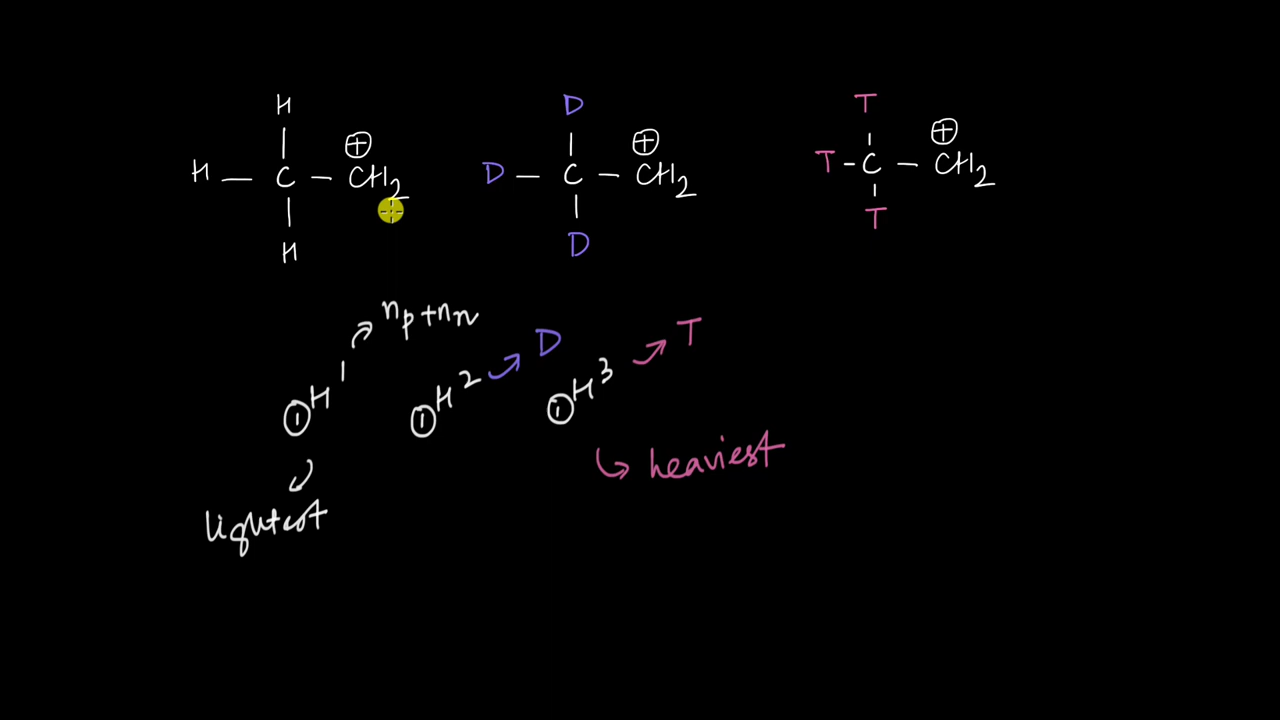 H D T
H — C — CH₂ ⊕ D — C — CH₂ ⊕ T - C — CH₂ ⊕
H D T
np+nn
₁H¹ ₁H² D ₁H³ T
heaviest
lightest